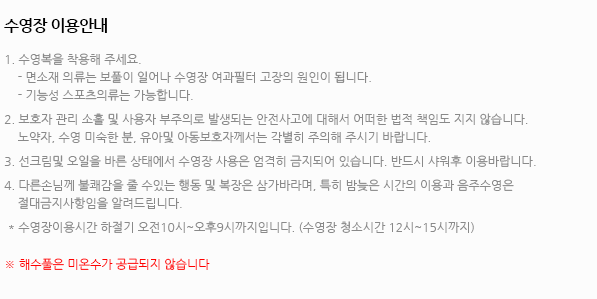 수영장 이용안내
1. 수영복을 착용해 주세요.
- 면소재 의류는 보풀이 일어나 수영장 여과필터 고장의 원인이 됩니다.
- 기능성 스포츠의류는 가능합니다.
2. 보호자 관리 소홀 및 사용자 부주의로 발생되는 안전사고에 대해서 어떠한 법적 책임도 지지 않습니다.
노약자, 수영 미숙한 분, 유아및 아동보호자께서는 각별히 주의해 주시기 바랍니다.
3. 선크림및 오일을 바른 상태에서 수영장 사용은 엄격히 금지되어 있습니다. 반드시 샤워후 이용바랍니다.
4. 다른손님께 불쾌감을 줄 수있는 행동 및 복장은 삼가바라며, 특히 밤늦은 시간의 이용과 음주수영은
절대금지사항임을 알려드립니다.
* 수영장이용시간 하절기 오전10시~오후9시까지입니다. (수영장 청소시간 12시~15시까지)
※ 해수풀은 미온수가 공급되지 않습니다